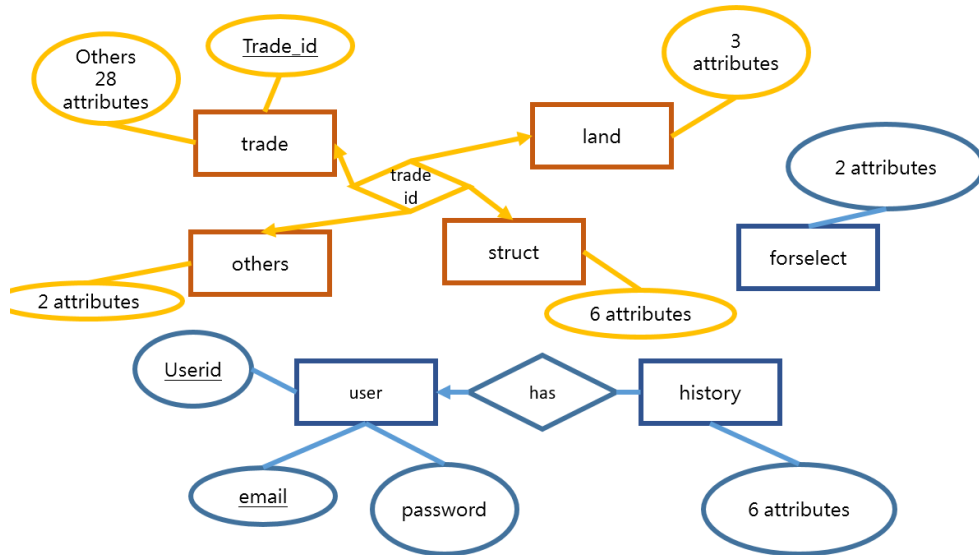 Others
28
attributes
Trade_id
3
attributes
trade
land
trade
id
2 attributes
others
struct
forselect
2 attributes
6 attributes
Userid
user
has
history
email
password
6 attributes